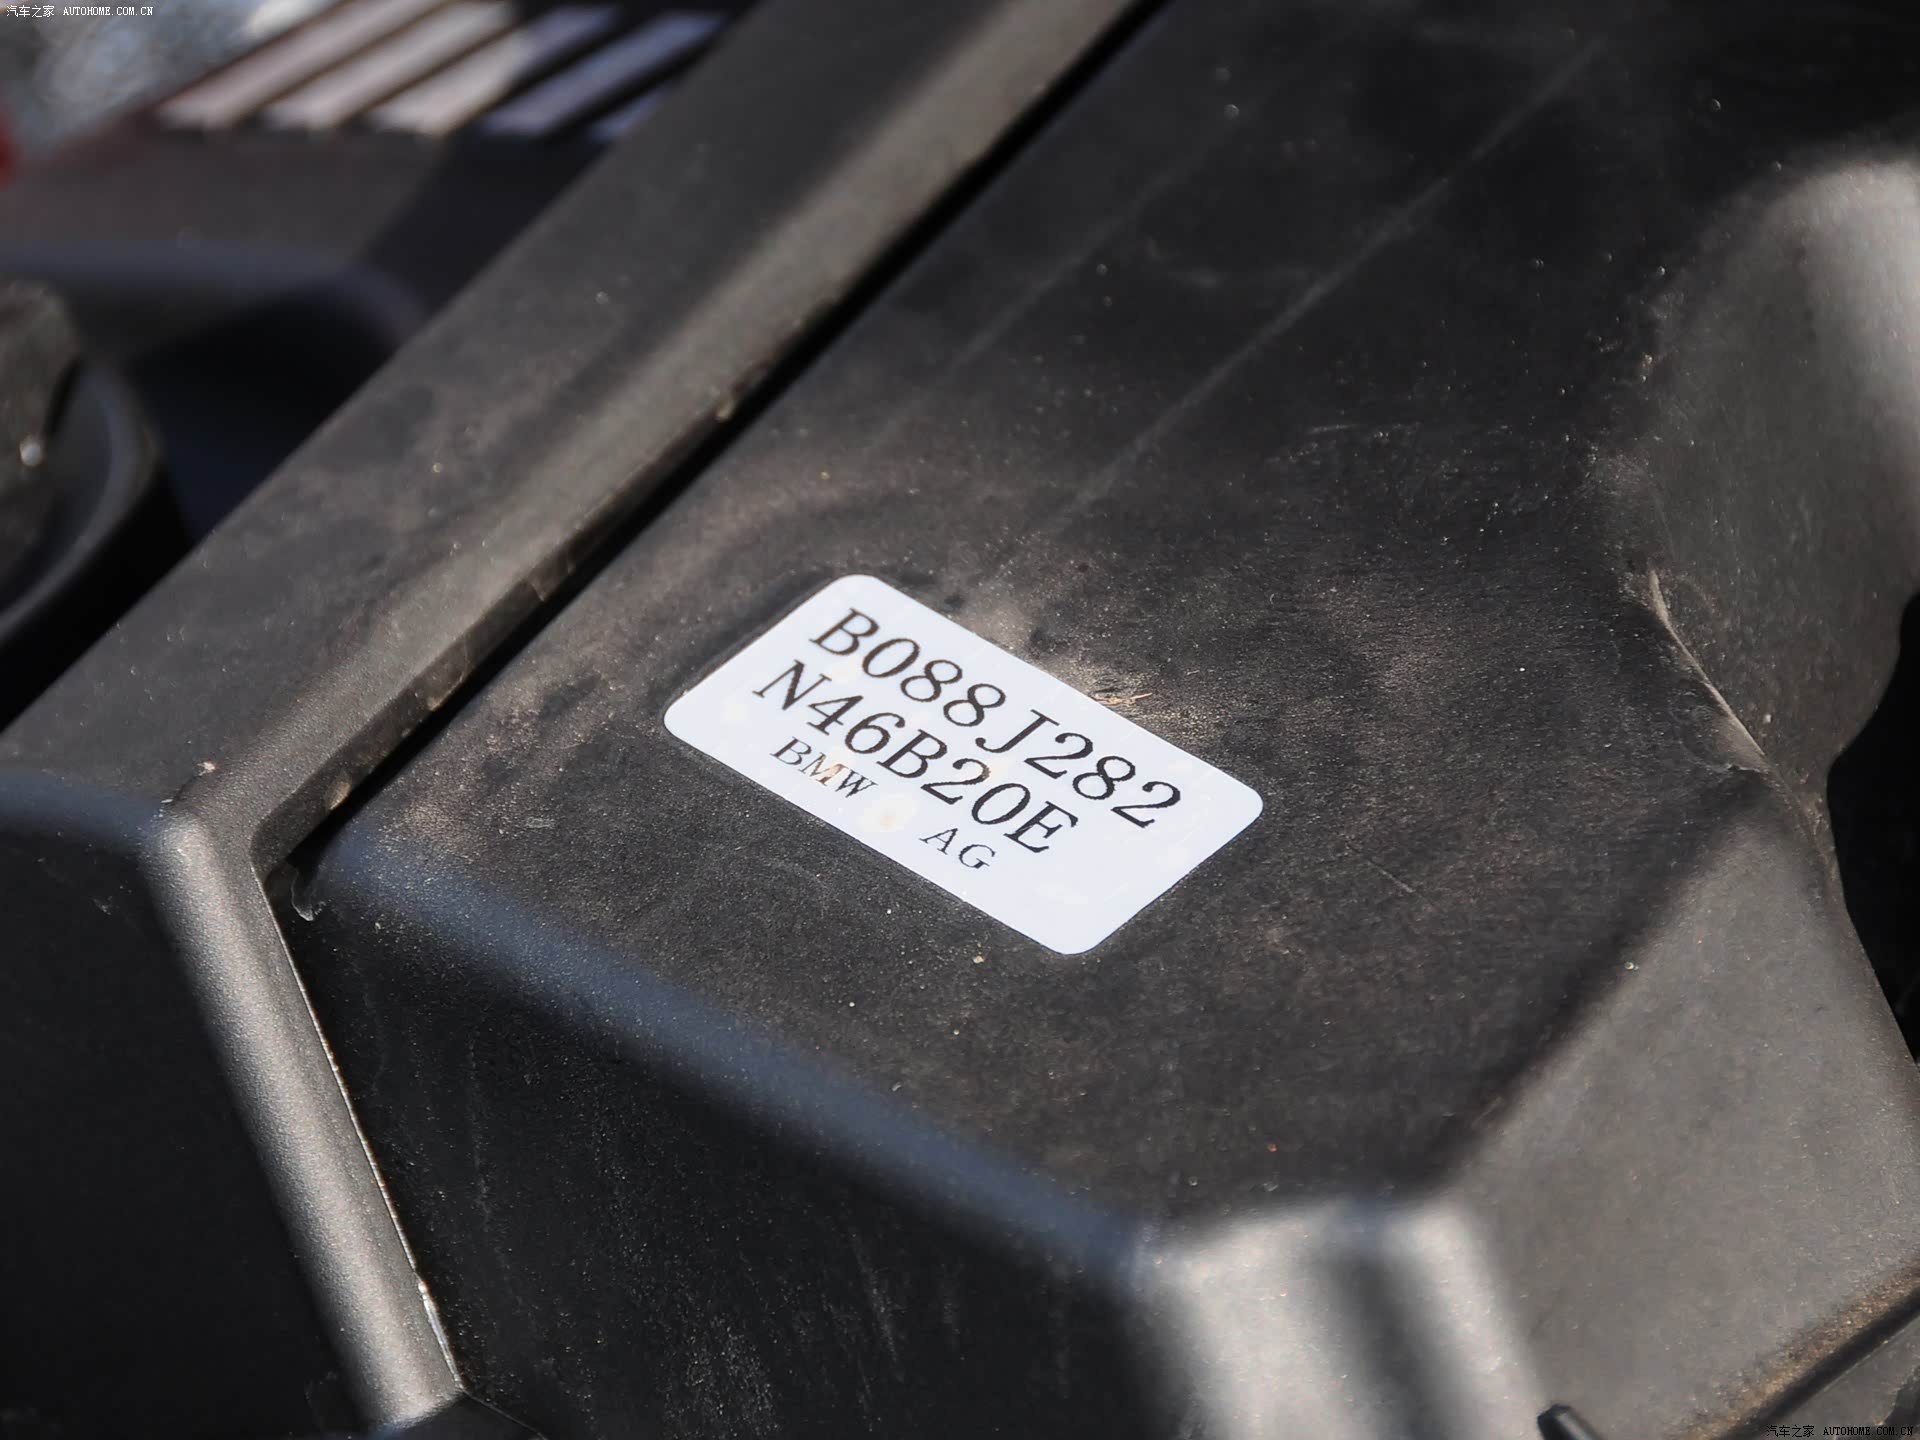 汽车之家 AUTOHOME.COM.CN
B088J282
N46B20E
BMW AG
汽车之家 AUTOHOME.COM.CN